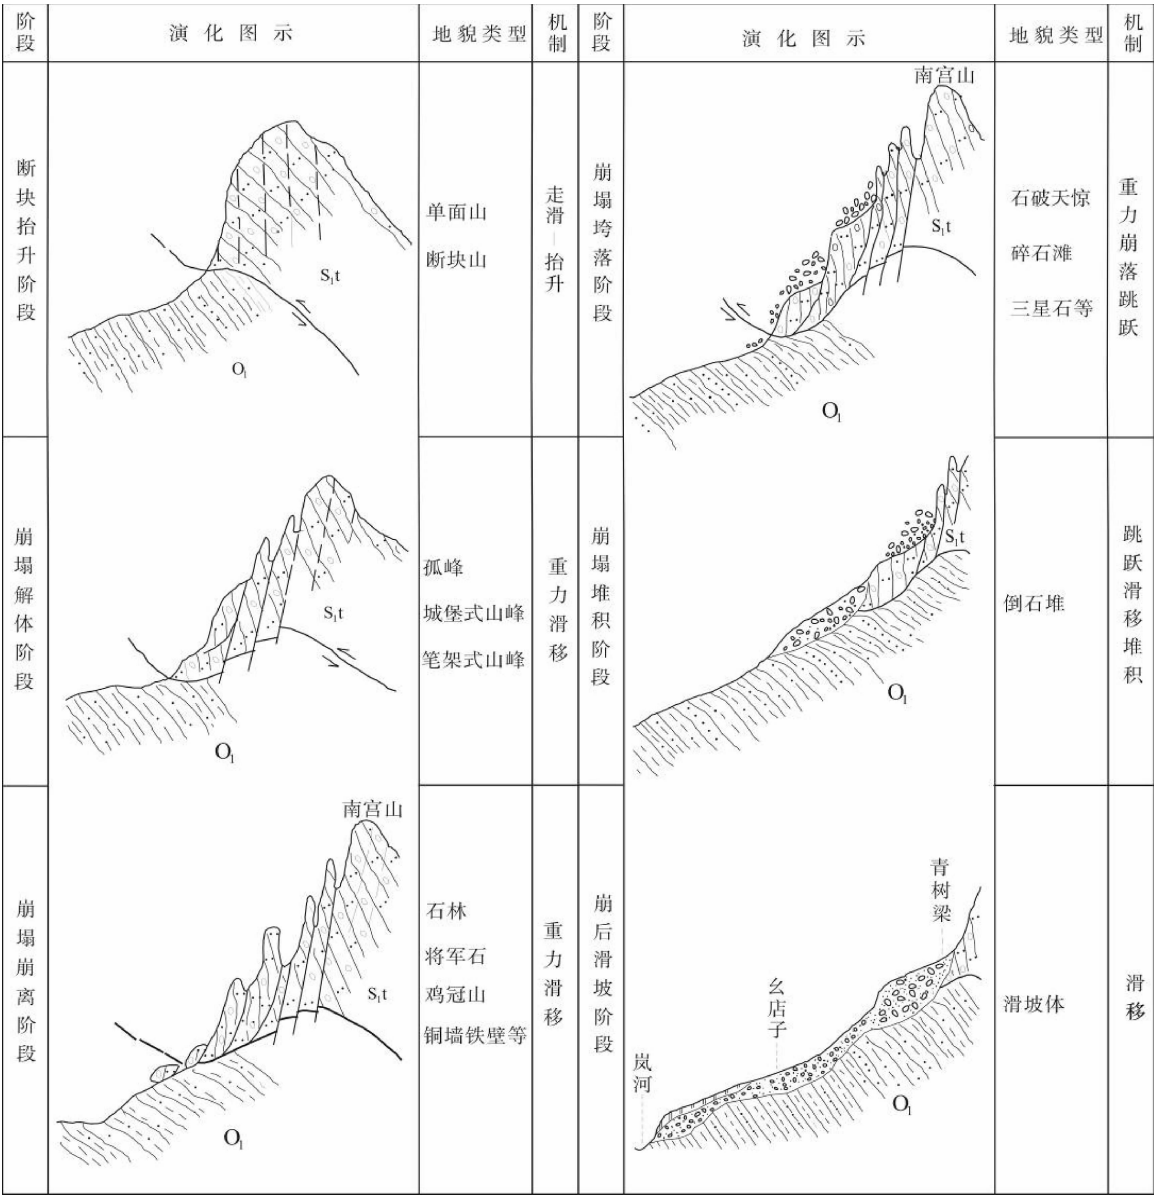 阶段 演化图示 地貌类型 机制
断块抬升阶段
S₁t
O₁
单面山
断块山
走滑—抬升
崩塌解体阶段
S₁t
O₁
孤峰
城堡式山峰
笔架式山峰
重力滑移
崩塌崩离阶段
南宫山
S₁t
O₁
石林
将军石
鸡冠山
铜墙铁壁等
重力滑移
阶段 演化图示 地貌类型 机制
崩塌垮落阶段
南宫山
S₁t
O₁
石破天惊
碎石滩
三星石等
重力崩落跳跃
崩塌堆积阶段
S₁t
O₁
倒石堆
跳跃滑移堆积
崩后滑坡阶段
青树梁
幺店子
岚河
O₁
滑坡体
滑移